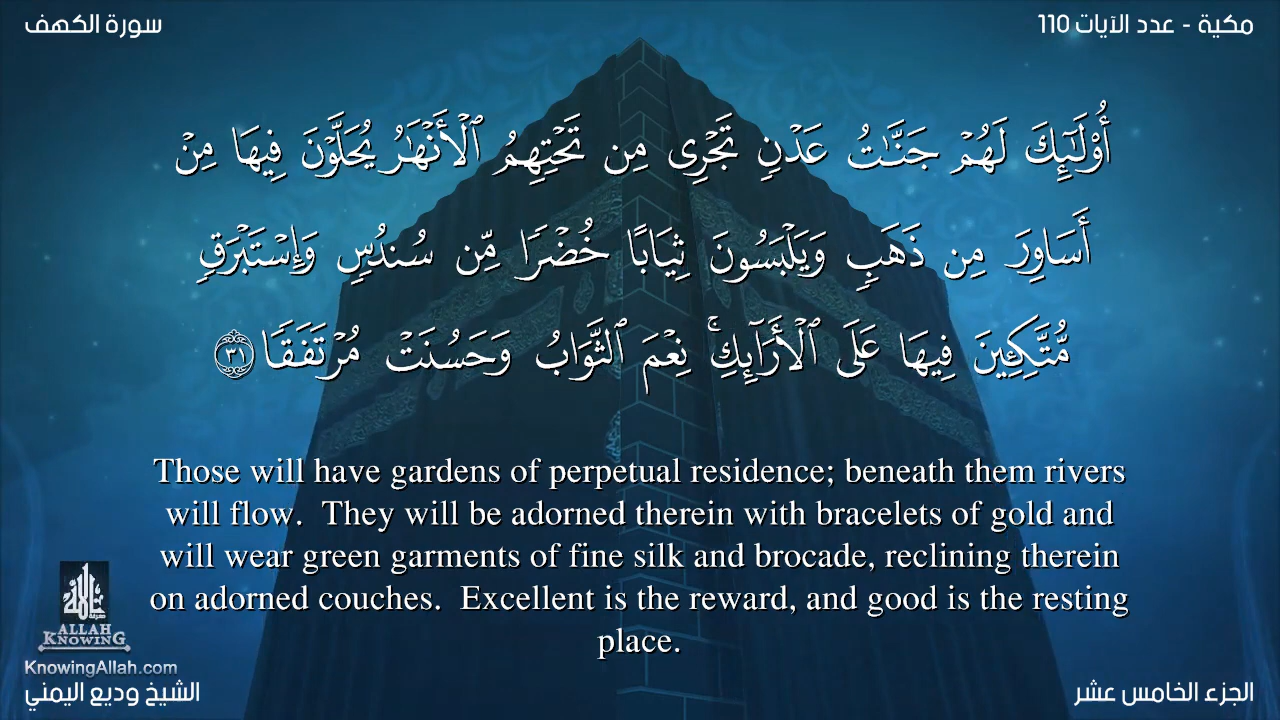 مكية - عدد الآيات 110
سورة الكهف
أُو۟لَـٰٓئِكَ لَهُمْ جَنَّـٰتُ عَدْنٍ تَجْرِى مِن تَحْتِهِمُ ٱلْأَنْهَـٰرُ يُحَلَّوْنَ فِيهَا مِنْ
أَسَاوِرَ مِن ذَهَبٍ وَيَلْبَسُونَ ثِيَابًا خُضْرًا مِّن سُندُسٍ وَإِسْتَبْرَقٍ
مُّتَّكِـِٔينَ فِيهَا عَلَى ٱلْأَرَآئِكِ ۚ نِعْمَ ٱلثَّوَابُ وَحَسُنَتْ مُرْتَفَقًا ٣١
Those will have gardens of perpetual residence; beneath them rivers
will flow.  They will be adorned therein with bracelets of gold and
will wear green garments of fine silk and brocade, reclining therein
on adorned couches.  Excellent is the reward, and good is the resting
place.
ALLAH
KNOWING
KnowingAllah.com
الجزء الخامس عشر
الشيخ وديع اليمني